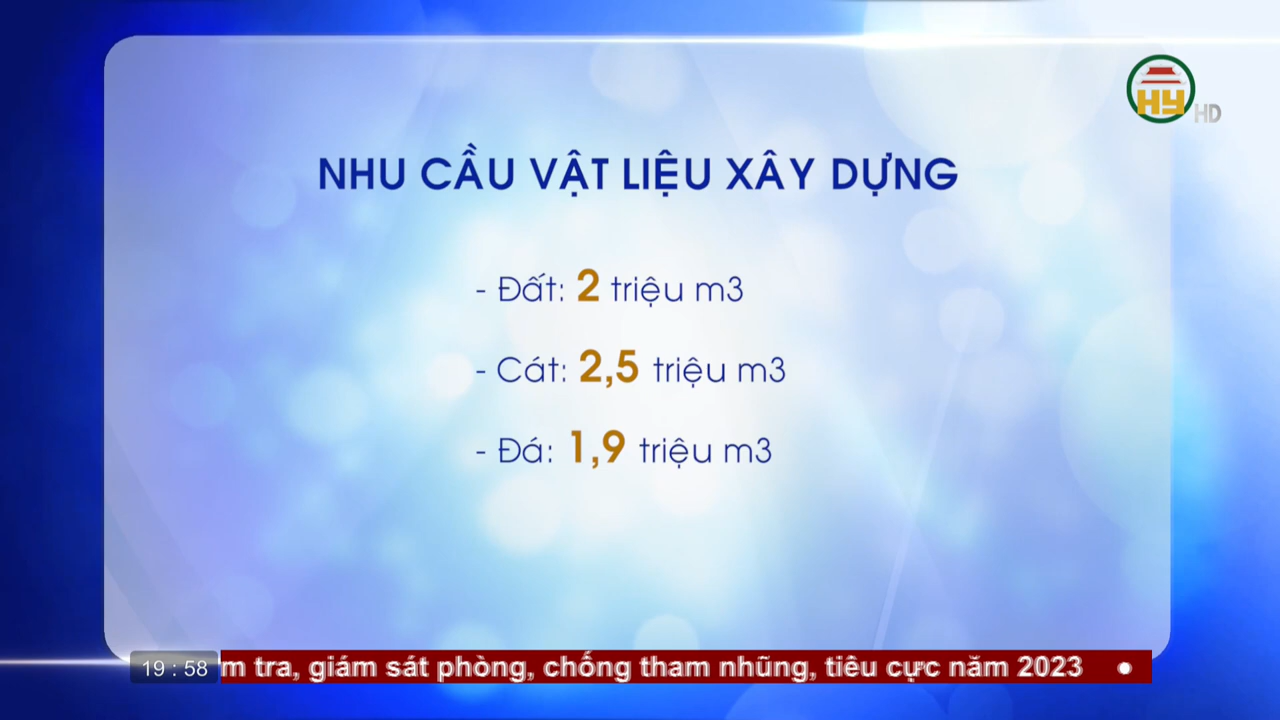 HY HD
NHU CẦU VẬT LIỆU XÂY DỰNG
- Đất: 2 triệu m3
- Cát: 2,5 triệu m3
- Đá: 1,9 triệu m3
19 : 58 m tra, giám sát phòng, chống tham nhũng, tiêu cực năm 2023